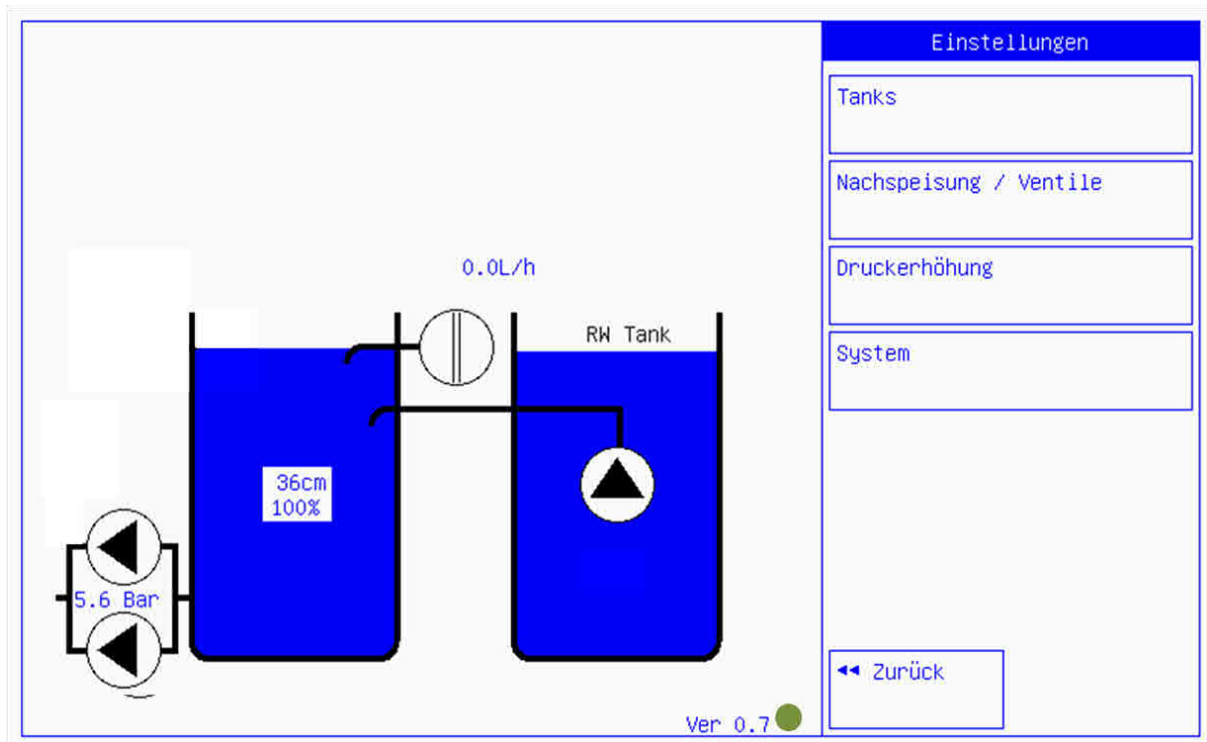 Einstellungen
Tanks
Nachspeisung / Ventile
Druckerhöhung
System
◄◄ Zurück
0.0L/h
RW Tank
36cm
100%
5.6 Bar
Ver 0.7